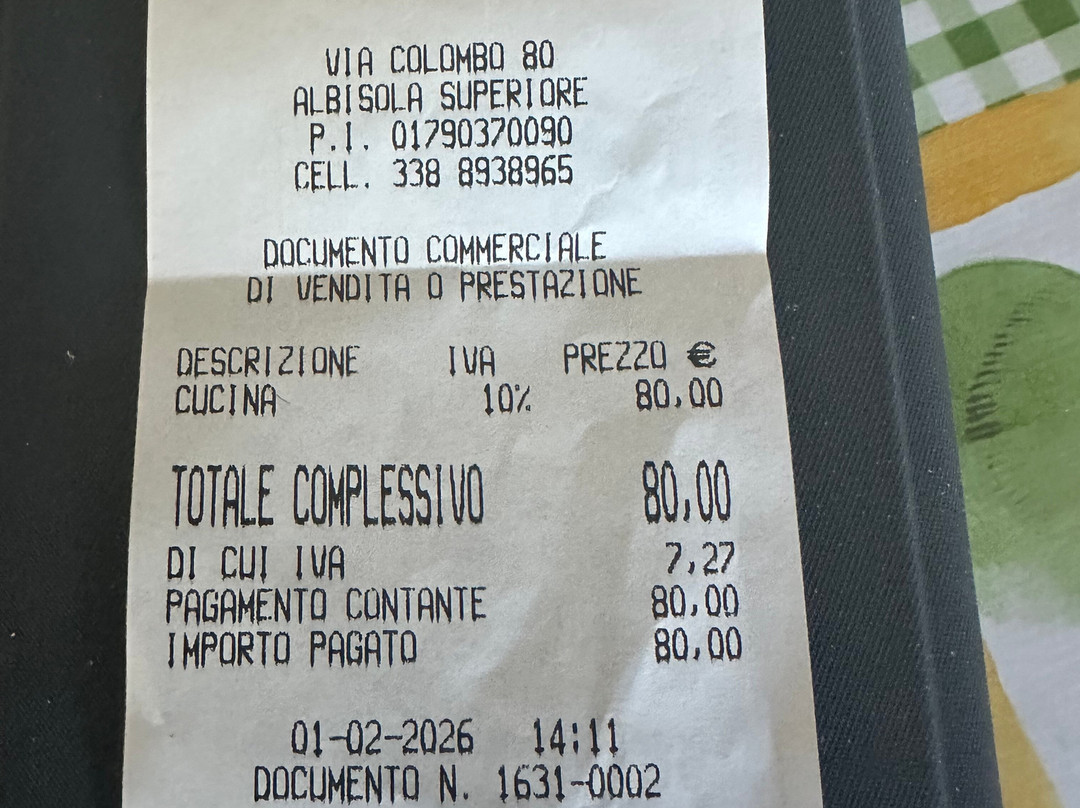 VIA COLOMBO 80
ALBISOLA SUPERIORE
P.I. 01790370090
CELL. 338 8938965
DOCUMENTO COMMERCIALE
DI VENDITA O PRESTAZIONE
DESCRIZIONE IVA PREZZO €
CUCINA 10% 80,00
TOTALE COMPLESSIVO 80,00
DI CUI IVA 7,27
PAGAMENTO CONTANTE 80,00
IMPORTO PAGATO 80,00
01-02-2026 14:11
DOCUMENTO N. 1631-0002